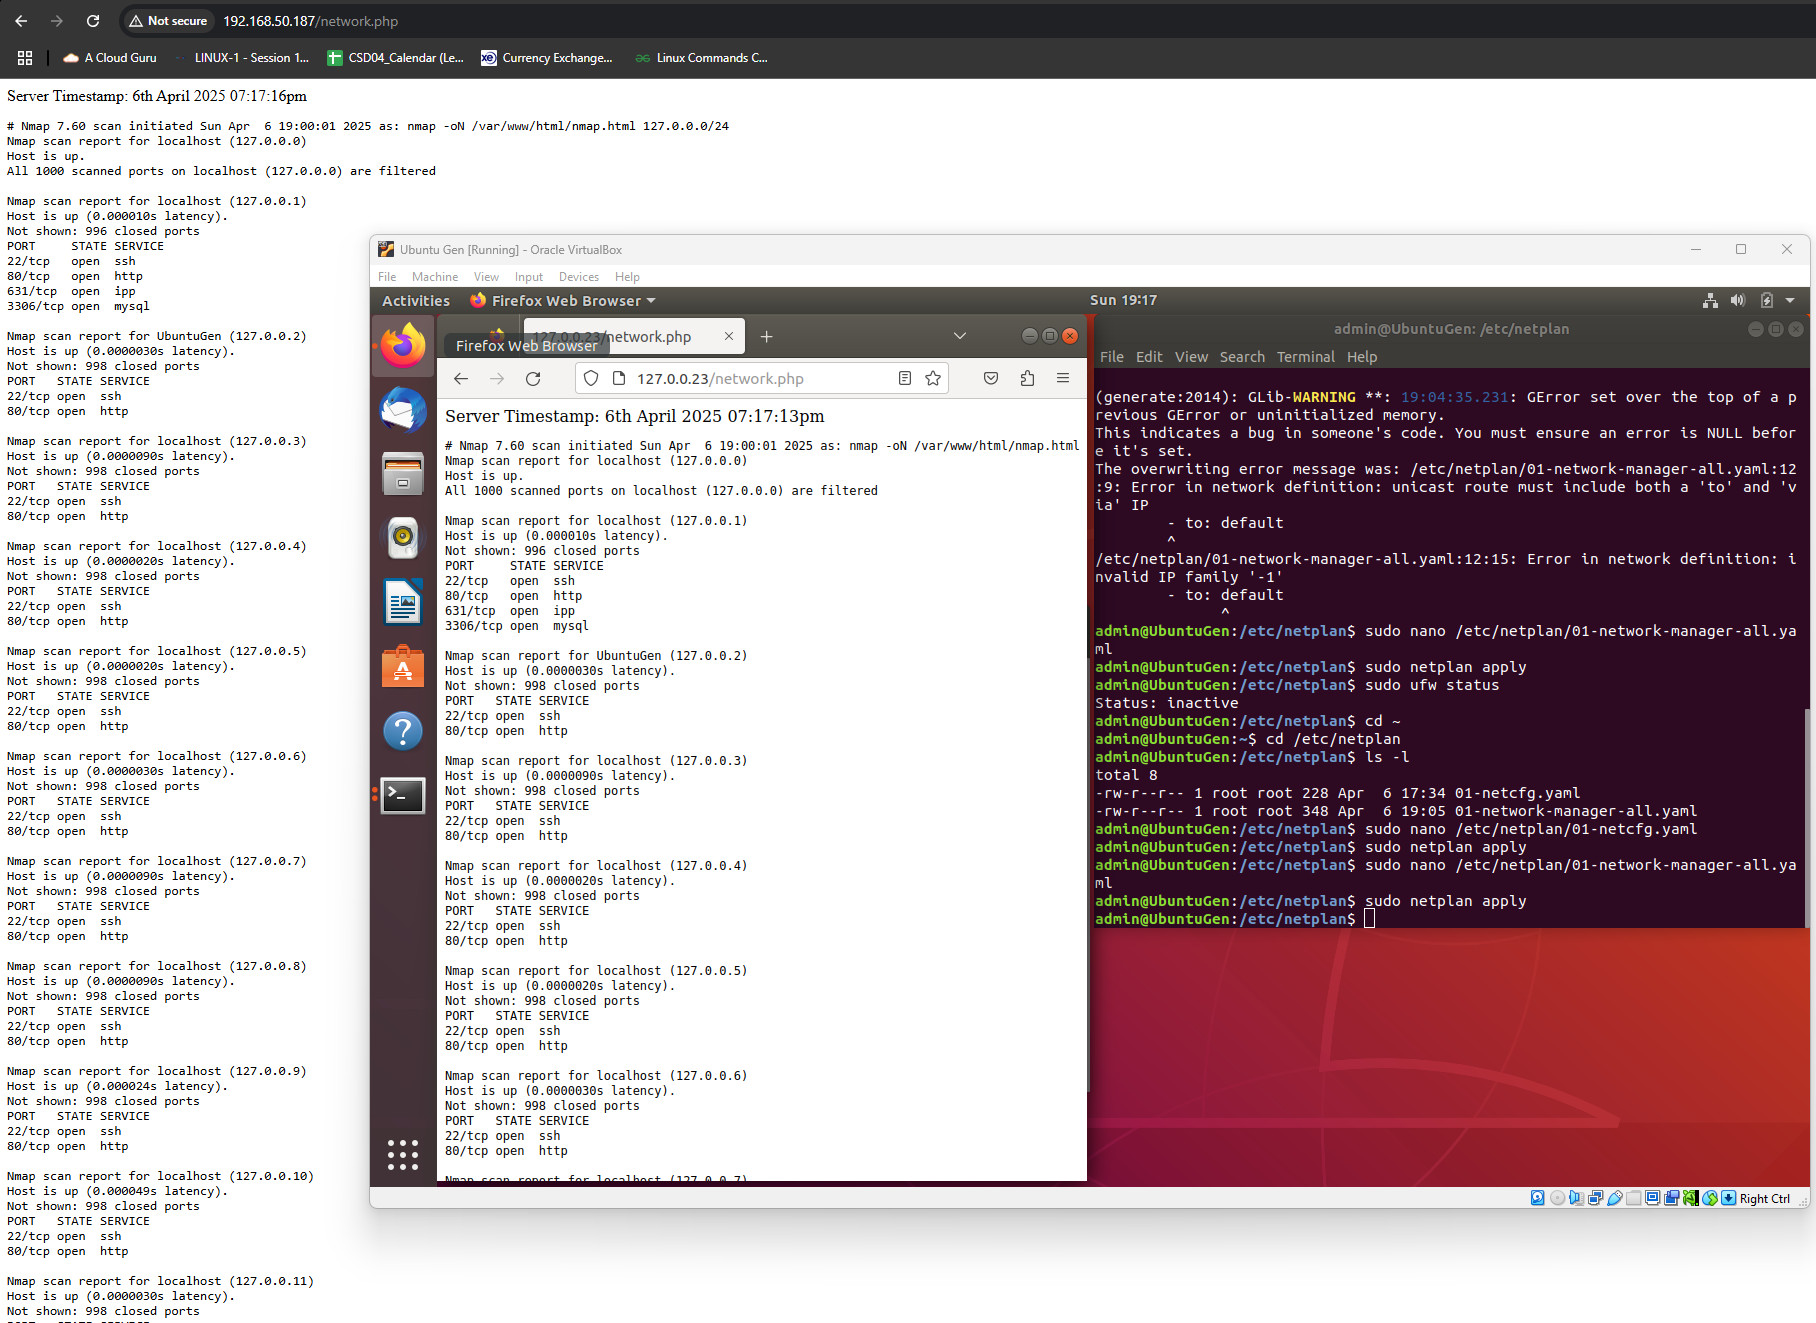 Not secure
192.168.50.187/network.php
A Cloud Guru
LINUX-1 - Session 1...
CSD04_Calendar (Le...
Currency Exchange...
Linux Commands C...
Server Timestamp: 6th April 2025 07:17:16pm
# Nmap 7.60 scan initiated Sun Apr  6 19:00:01 2025 as: nmap -oN /var/www/html/nmap.html 127.0.0.0/24
Nmap scan report for localhost (127.0.0.0)
Host is up.
All 1000 scanned ports on localhost (127.0.0.0) are filtered
Nmap scan report for localhost (127.0.0.1)
Host is up (0.000010s latency).
Not shown: 996 closed ports
PORT     STATE SERVICE
22/tcp   open  ssh
80/tcp   open  http
631/tcp  open  ipp
3306/tcp open  mysql
Nmap scan report for UbuntuGen (127.0.0.2)
Host is up (0.0000030s latency).
Not shown: 998 closed ports
PORT   STATE SERVICE
22/tcp open  ssh
80/tcp open  http
Nmap scan report for localhost (127.0.0.3)
Host is up (0.0000090s latency).
Not shown: 998 closed ports
PORT   STATE SERVICE
22/tcp open  ssh
80/tcp open  http
Nmap scan report for localhost (127.0.0.4)
Host is up (0.0000020s latency).
Not shown: 998 closed ports
PORT   STATE SERVICE
22/tcp open  ssh
80/tcp open  http
Nmap scan report for localhost (127.0.0.5)
Host is up (0.0000020s latency).
Not shown: 998 closed ports
PORT   STATE SERVICE
22/tcp open  ssh
80/tcp open  http
Nmap scan report for localhost (127.0.0.6)
Host is up (0.0000030s latency).
Not shown: 998 closed ports
PORT   STATE SERVICE
22/tcp open  ssh
80/tcp open  http
Nmap scan report for localhost (127.0.0.7)
Host is up (0.0000090s latency).
Not shown: 998 closed ports
PORT   STATE SERVICE
22/tcp open  ssh
80/tcp open  http
Nmap scan report for localhost (127.0.0.8)
Host is up (0.0000090s latency).
Not shown: 998 closed ports
PORT   STATE SERVICE
22/tcp open  ssh
80/tcp open  http
Nmap scan report for localhost (127.0.0.9)
Host is up (0.000024s latency).
Not shown: 998 closed ports
PORT   STATE SERVICE
22/tcp open  ssh
80/tcp open  http
Nmap scan report for localhost (127.0.0.10)
Host is up (0.000049s latency).
Not shown: 998 closed ports
PORT   STATE SERVICE
22/tcp open  ssh
80/tcp open  http
Nmap scan report for localhost (127.0.0.11)
Host is up (0.0000030s latency).
Not shown: 998 closed ports
Ubuntu Gen [Running] - Oracle VirtualBox
File Machine View Input Devices Help
Activities Firefox Web Browser Sun 19:17
127.0.0.23/network.php
Firefox Web Browser
127.0.0.23/network.php
Server Timestamp: 6th April 2025 07:17:13pm
# Nmap 7.60 scan initiated Sun Apr  6 19:00:01 2025 as: nmap -oN /var/www/html/nmap.html
Nmap scan report for localhost (127.0.0.0)
Host is up.
All 1000 scanned ports on localhost (127.0.0.0) are filtered
Nmap scan report for localhost (127.0.0.1)
Host is up (0.000010s latency).
Not shown: 996 closed ports
PORT     STATE SERVICE
22/tcp   open  ssh
80/tcp   open  http
631/tcp  open  ipp
3306/tcp open  mysql
Nmap scan report for UbuntuGen (127.0.0.2)
Host is up (0.0000030s latency).
Not shown: 998 closed ports
PORT   STATE SERVICE
22/tcp open  ssh
80/tcp open  http
Nmap scan report for localhost (127.0.0.3)
Host is up (0.0000090s latency).
Not shown: 998 closed ports
PORT   STATE SERVICE
22/tcp open  ssh
80/tcp open  http
Nmap scan report for localhost (127.0.0.4)
Host is up (0.0000020s latency).
Not shown: 998 closed ports
PORT   STATE SERVICE
22/tcp open  ssh
80/tcp open  http
Nmap scan report for localhost (127.0.0.5)
Host is up (0.0000020s latency).
Not shown: 998 closed ports
PORT   STATE SERVICE
22/tcp open  ssh
80/tcp open  http
Nmap scan report for localhost (127.0.0.6)
Host is up (0.0000030s latency).
Not shown: 998 closed ports
PORT   STATE SERVICE
22/tcp open  ssh
80/tcp open  http
Nmap scan report for localhost (127.0.0.7)
admin@UbuntuGen: /etc/netplan
File Edit View Search Terminal Help
(generate:2014): GLib-WARNING **: 19:04:35.231: GError set over the top of a p
revious GError or uninitialized memory.
This indicates a bug in someone's code. You must ensure an error is NULL befor
e it's set.
The overwriting error message was: /etc/netplan/01-network-manager-all.yaml:12
:9: Error in network definition: unicast route must include both a 'to' and 'v
ia' IP
- to: default
^
/etc/netplan/01-network-manager-all.yaml:12:15: Error in network definition: i
nvalid IP family '-1'
- to: default
^
admin@UbuntuGen:/etc/netplan$ sudo nano /etc/netplan/01-network-manager-all.ya
ml
admin@UbuntuGen:/etc/netplan$ sudo netplan apply
admin@UbuntuGen:/etc/netplan$ sudo ufw status
Status: inactive
admin@UbuntuGen:/etc/netplan$ cd ~
admin@UbuntuGen:~$ cd /etc/netplan
admin@UbuntuGen:/etc/netplan$ ls -l
total 8
-rw-r--r-- 1 root root 228 Apr  6 17:34 01-netcfg.yaml
-rw-r--r-- 1 root root 348 Apr  6 19:05 01-network-manager-all.yaml
admin@UbuntuGen:/etc/netplan$ sudo nano /etc/netplan/01-netcfg.yaml
admin@UbuntuGen:/etc/netplan$ sudo netplan apply
admin@UbuntuGen:/etc/netplan$ sudo nano /etc/netplan/01-network-manager-all.ya
ml
admin@UbuntuGen:/etc/netplan$ sudo netplan apply
admin@UbuntuGen:/etc/netplan$
Right Ctrl